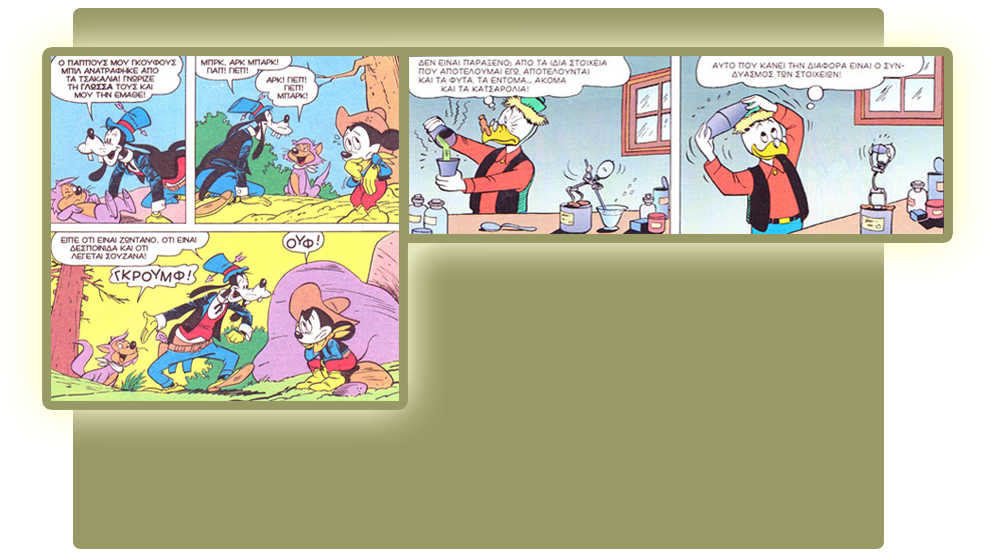 Ο ΠΑΠΠΟΥΣ ΜΟΥ ΓΚΟΥΦΟΥΣ
ΜΠΙΛ ΑΝΑΤΡΑΦΗΚΕ ΑΠΟ
ΤΑ ΤΣΑΚΑΛΙΑ! ΓΝΩΡΙΖΕ
ΤΗ ΓΛΩΣΣΑ ΤΟΥΣ ΚΑΙ
ΜΟΥ ΤΗΝ ΕΜΑΘΕ!
ΜΠΡΚ. ΑΡΚ ΜΠΑΡΚ!
ΠΑΠ! ΓΙΕΠ!
ΑΡΚ! ΓΙΕΠ!
ΓΙΕΠ!
ΜΠΑΡΚ!
ΔΕΝ ΕΙΝΑΙ ΠΑΡΑΞΕΝΟ; ΑΠΟ ΤΑ ΙΔΙΑ ΣΤΟΙΧΕΙΑ
ΠΟΥ ΑΠΟΤΕΛΟΥΜΑΙ ΕΓΩ, ΑΠΟΤΕΛΟΥΝΤΑΙ
ΚΑΙ ΤΑ ΦΥΤΑ, ΤΑ ΕΝΤΟΜΑ... ΑΚΟΜΑ
ΚΑΙ ΤΑ ΚΑΤΣΑΡΟΛΙΑ!
ΑΥΤΟ ΠΟΥ ΚΑΝΕΙ ΤΗΝ ΔΙΑΦΟΡΑ ΕΙΝΑΙ Ο ΣΥΝ-
ΔΥΑΣΜΟΣ ΤΩΝ ΣΤΟΙΧΕΙΩΝ!
ΕΙΠΕ ΟΤΙ ΕΙΝΑΙ ΖΩΝΤΑΝΟ, ΟΤΙ ΕΙΝΑΙ
ΔΕΣΠΟΙΝΙΔΑ ΚΑΙ ΟΤΙ
ΛΕΓΕΤΑΙ ΣΟΥΖΑΝΑ!
ΓΚΡΟΥΜΦ!
ΟΥΦ!